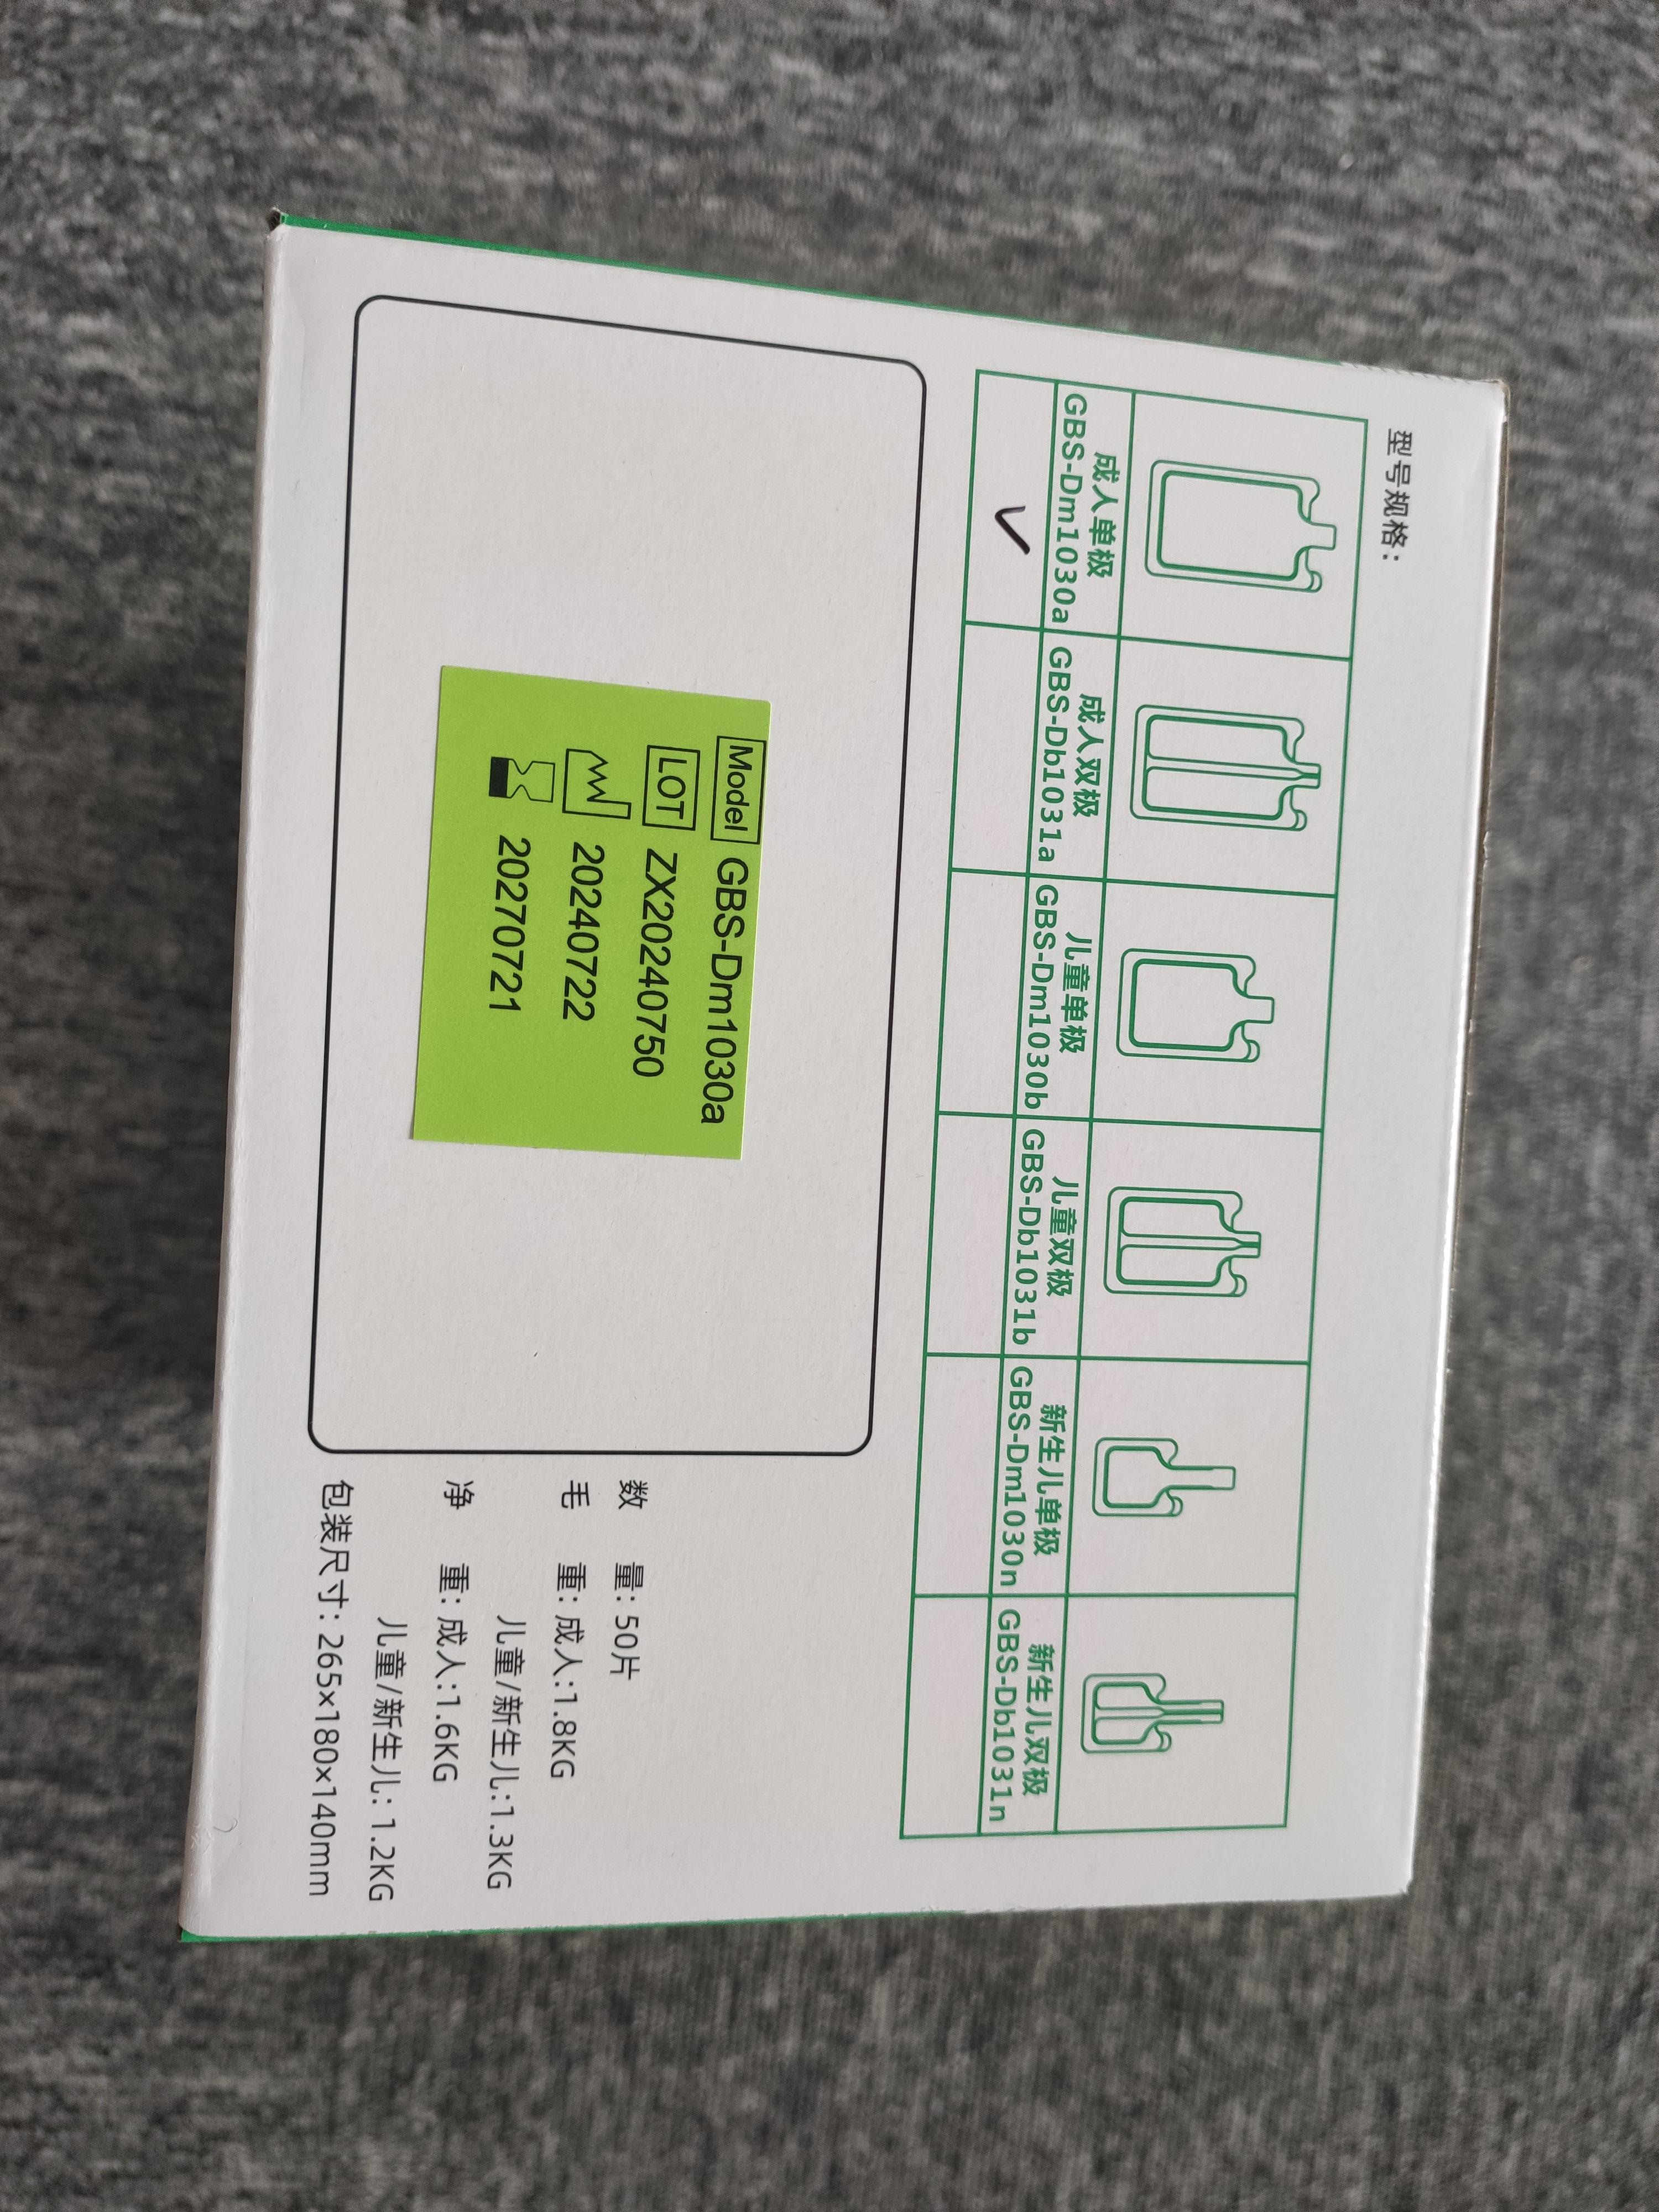 型号规格：
成人单极
GBS-Dm1030a
成人双极
GBS-Db1031a
儿童单极
GBS-Dm1030b
儿童双极
GBS-Db1031b
新生儿单极
GBS-Dm1030n
新生儿双极
GBS-Db1031n
Model GBS-Dm1030a
LOT ZX20240750
20240722
20270721
数 量: 50片
毛 重: 成人:1.8KG
儿童/新生儿:1.3KG
净 重: 成人:1.6KG
儿童/新生儿: 1.2KG
包装尺寸: 265×180×140mm